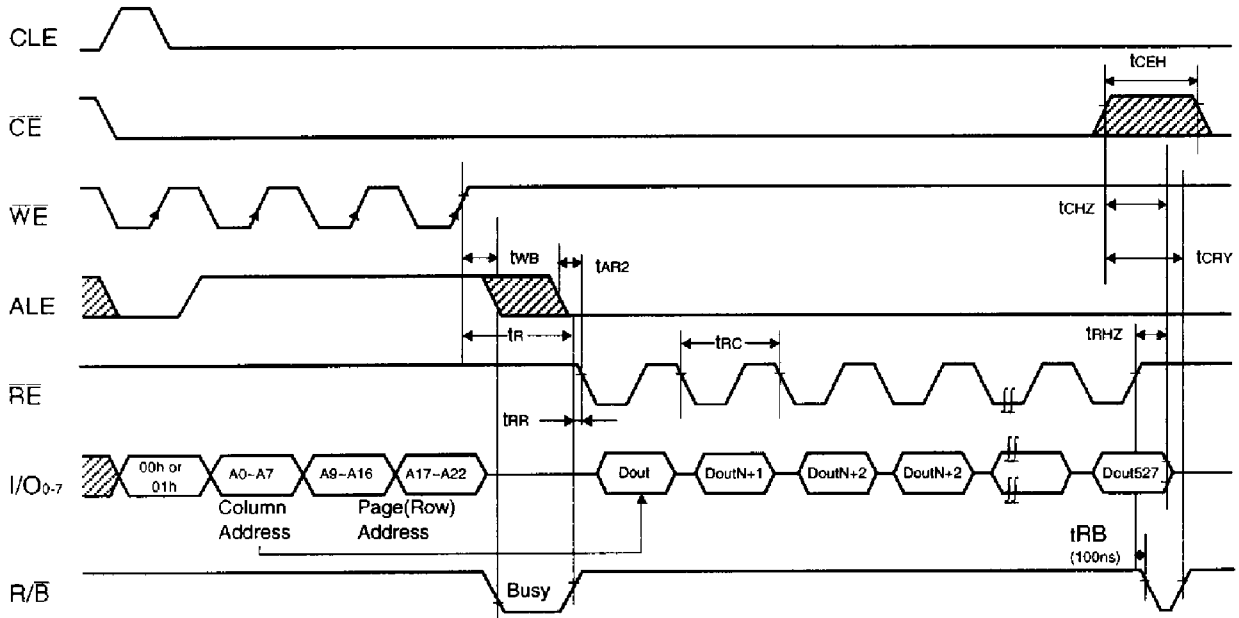 CLE
tCEH
CE
WE
tCHZ
tWB
tAR2
tCRY
ALE
tR
tRC
tRHZ
RE
tRR
I/O0-7
00h or
01h
A0~A7
A9~A16
A17~A22
Dout
DoutN+1
DoutN+2
DoutN+2
Dout527
Column
Address
Page(Row)
Address
tRB
(100ns)
R/B
Busy